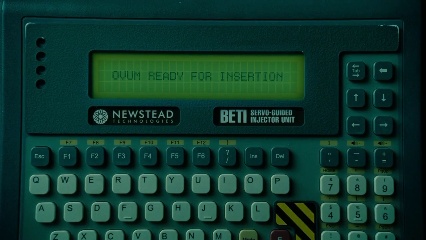 OVUM READY FOR INSERTION
NEWSTEAD
TECHNOLOGIES
BETI SERVO-GUIDED
INJECTOR UNIT
Esc F1 F2 F3 F4 F5 F6 Ins Del
Q W E R T Y U I O P
7 8 9
A S D F G H J K L
4 5 6
Z X C V B N M